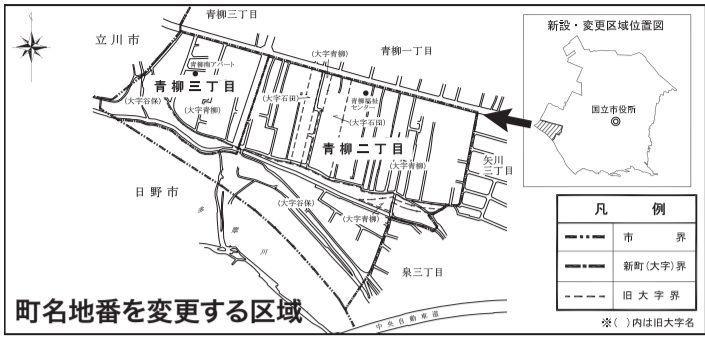 青柳三丁目
立川市
(大字青柳)
青柳一丁目
新設・変更区域位置図
青柳南アパート
青柳三丁目
(大字谷保)
(大字青柳)
(大字石田)
青柳福祉
センター
(大字石田)
国立市役所
青柳二丁目
(大字青柳)
矢川
三丁目
日野市
(大字谷保)
(大字青柳)
多摩川
泉三丁目
中央自動車道
凡例
市界
新町(大字)界
旧大字界
※( )内は旧大字名
町名地番を変更する区域